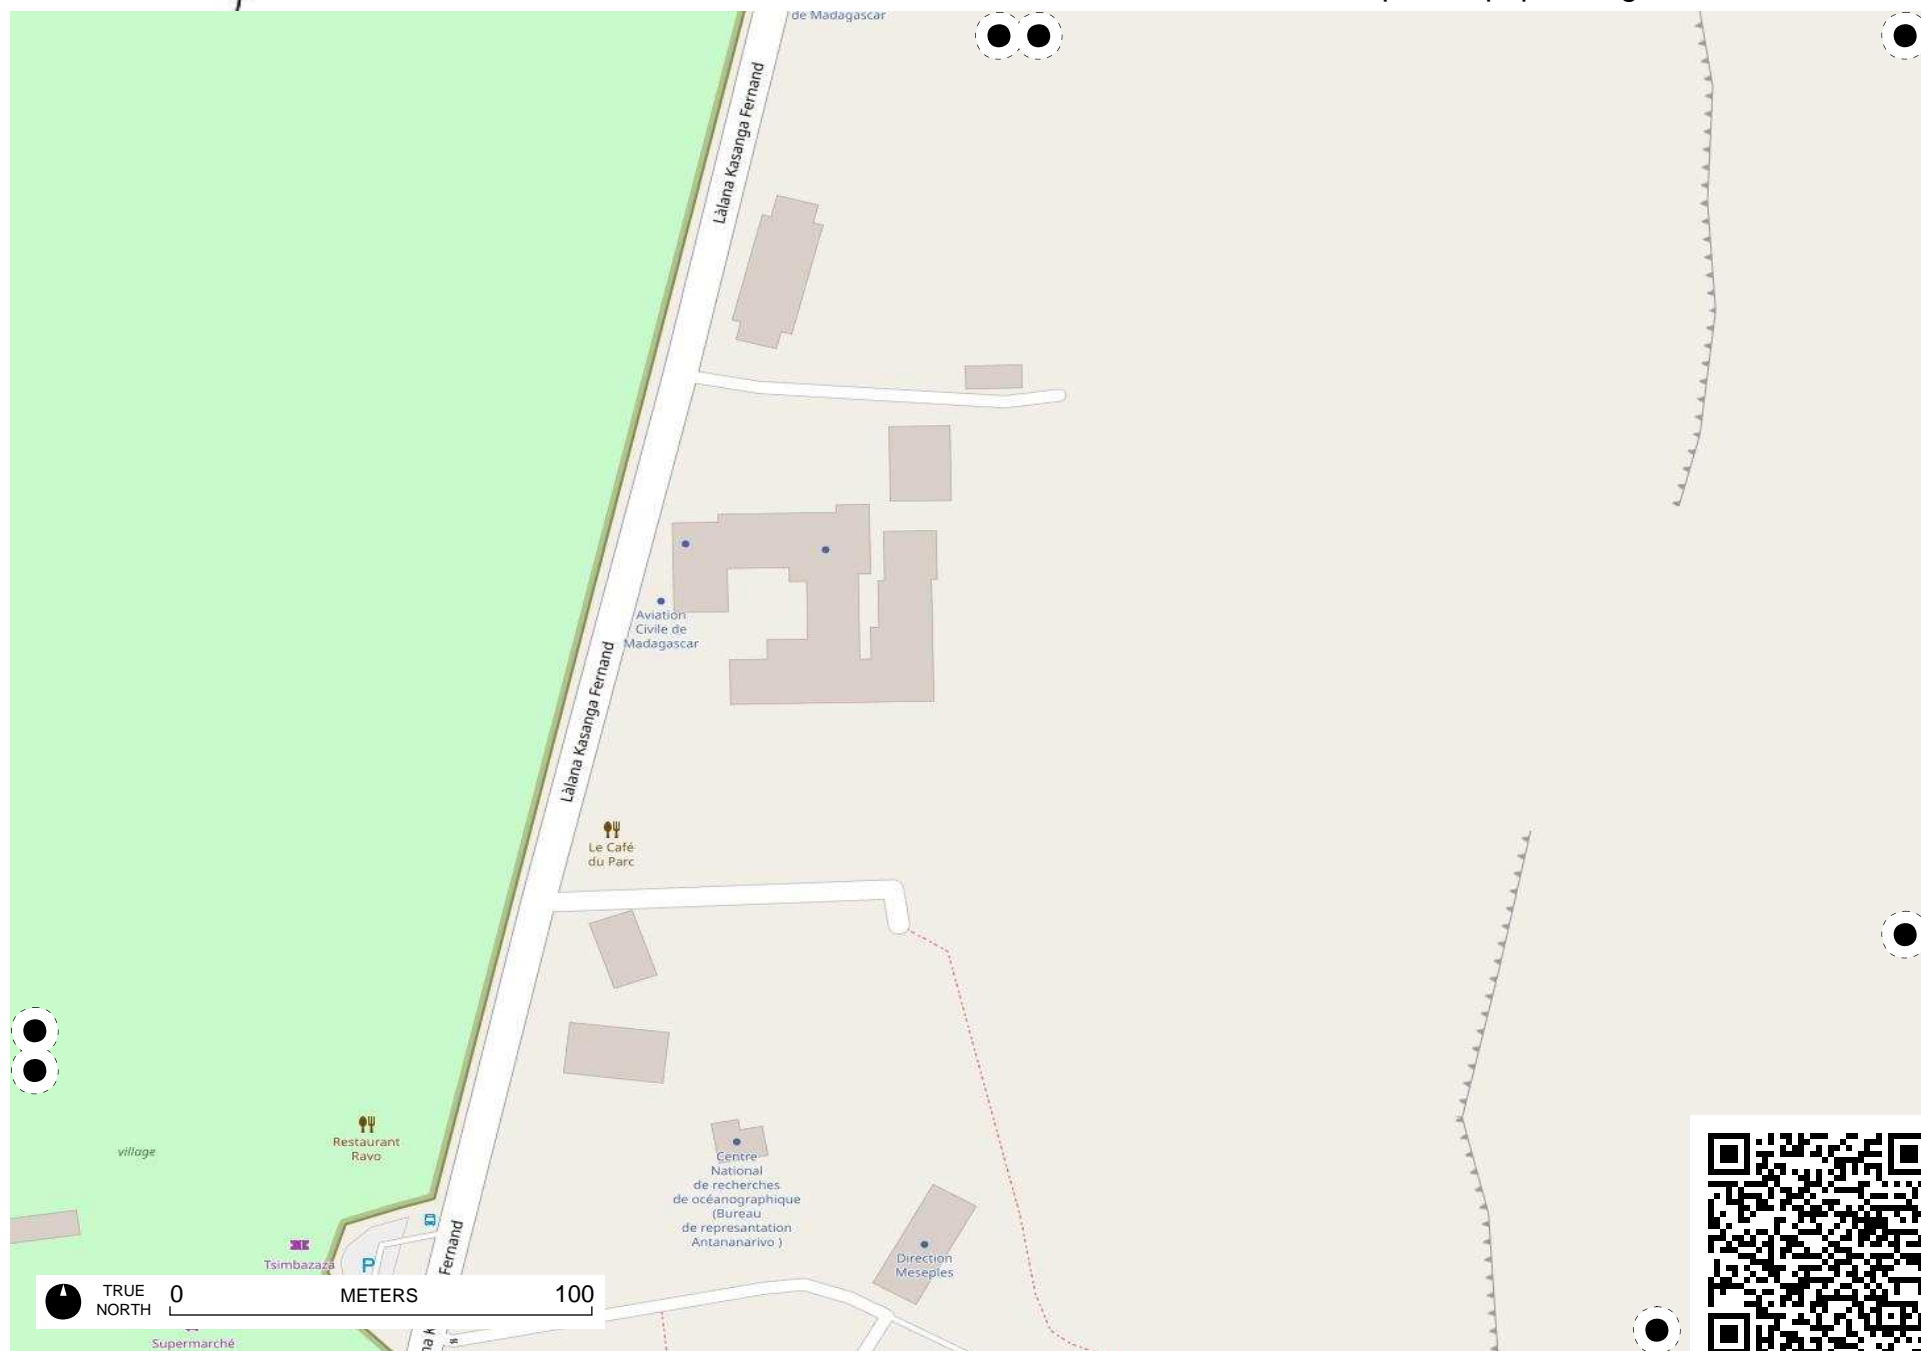 de Madagascar
Làlana Kasanga Fernand
Aviation
Civile de
Madagascar
Làlana Kasanga Fernand
Le Café
du Parc
Restaurant
Ravo
village
Centre
National
de recherches
de océanographique
(Bureau
de represantation
Antananarivo )
Direction
Meseples
Fernand
Tsimbazaza
P
TRUE
NORTH
0
METERS
100
Supermarché